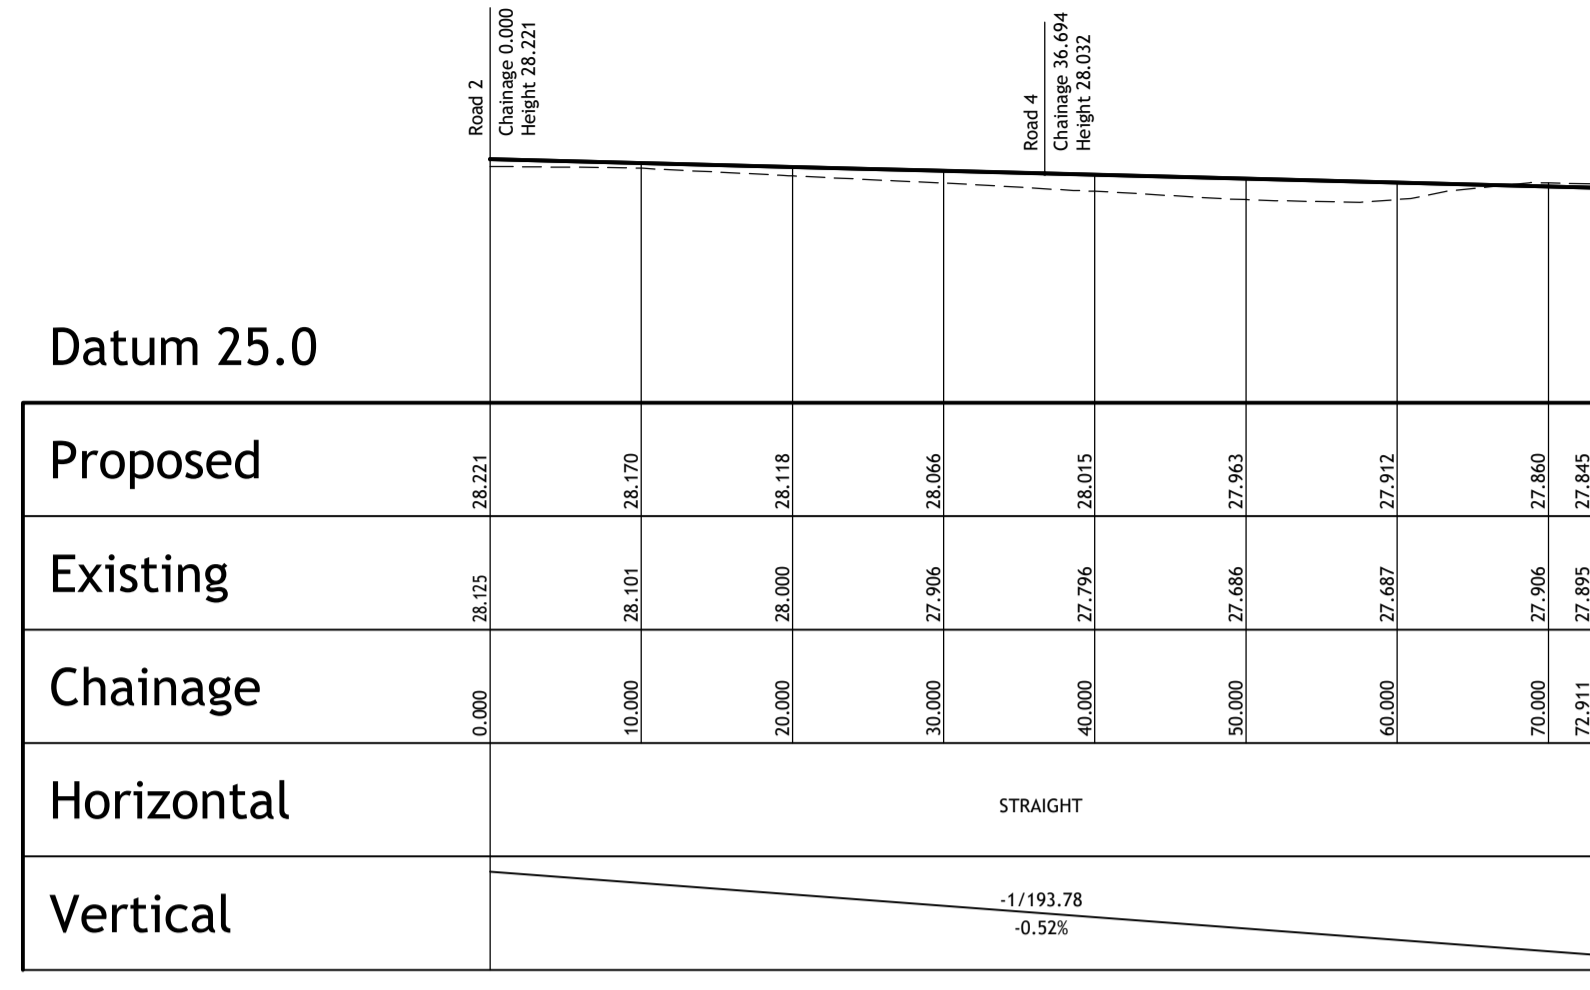 Road 2
Chainage 0.000
Height 28.221
Road 4
Chainage 36.694
Height 28.032
Datum 25.0
Proposed 28.221 28.170 28.118 28.066 28.015 27.963 27.912 27.860 27.845
Existing 28.125 28.101 28.000 27.906 27.796 27.686 27.687 27.906 27.895
Chainage 0.000 10.000 20.000 30.000 40.000 50.000 60.000 70.000 72.911
Horizontal STRAIGHT
Vertical -1/193.78
-0.52%